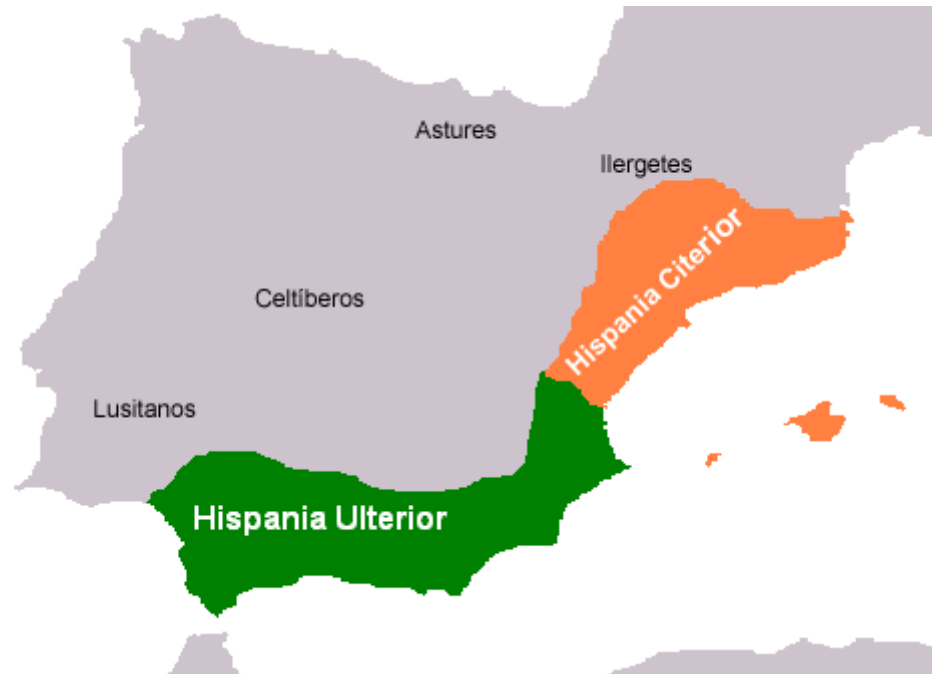 Astures
Ilergetes
Hispania Citerior
Celtíberos
Lusitanos
Hispania Ulterior